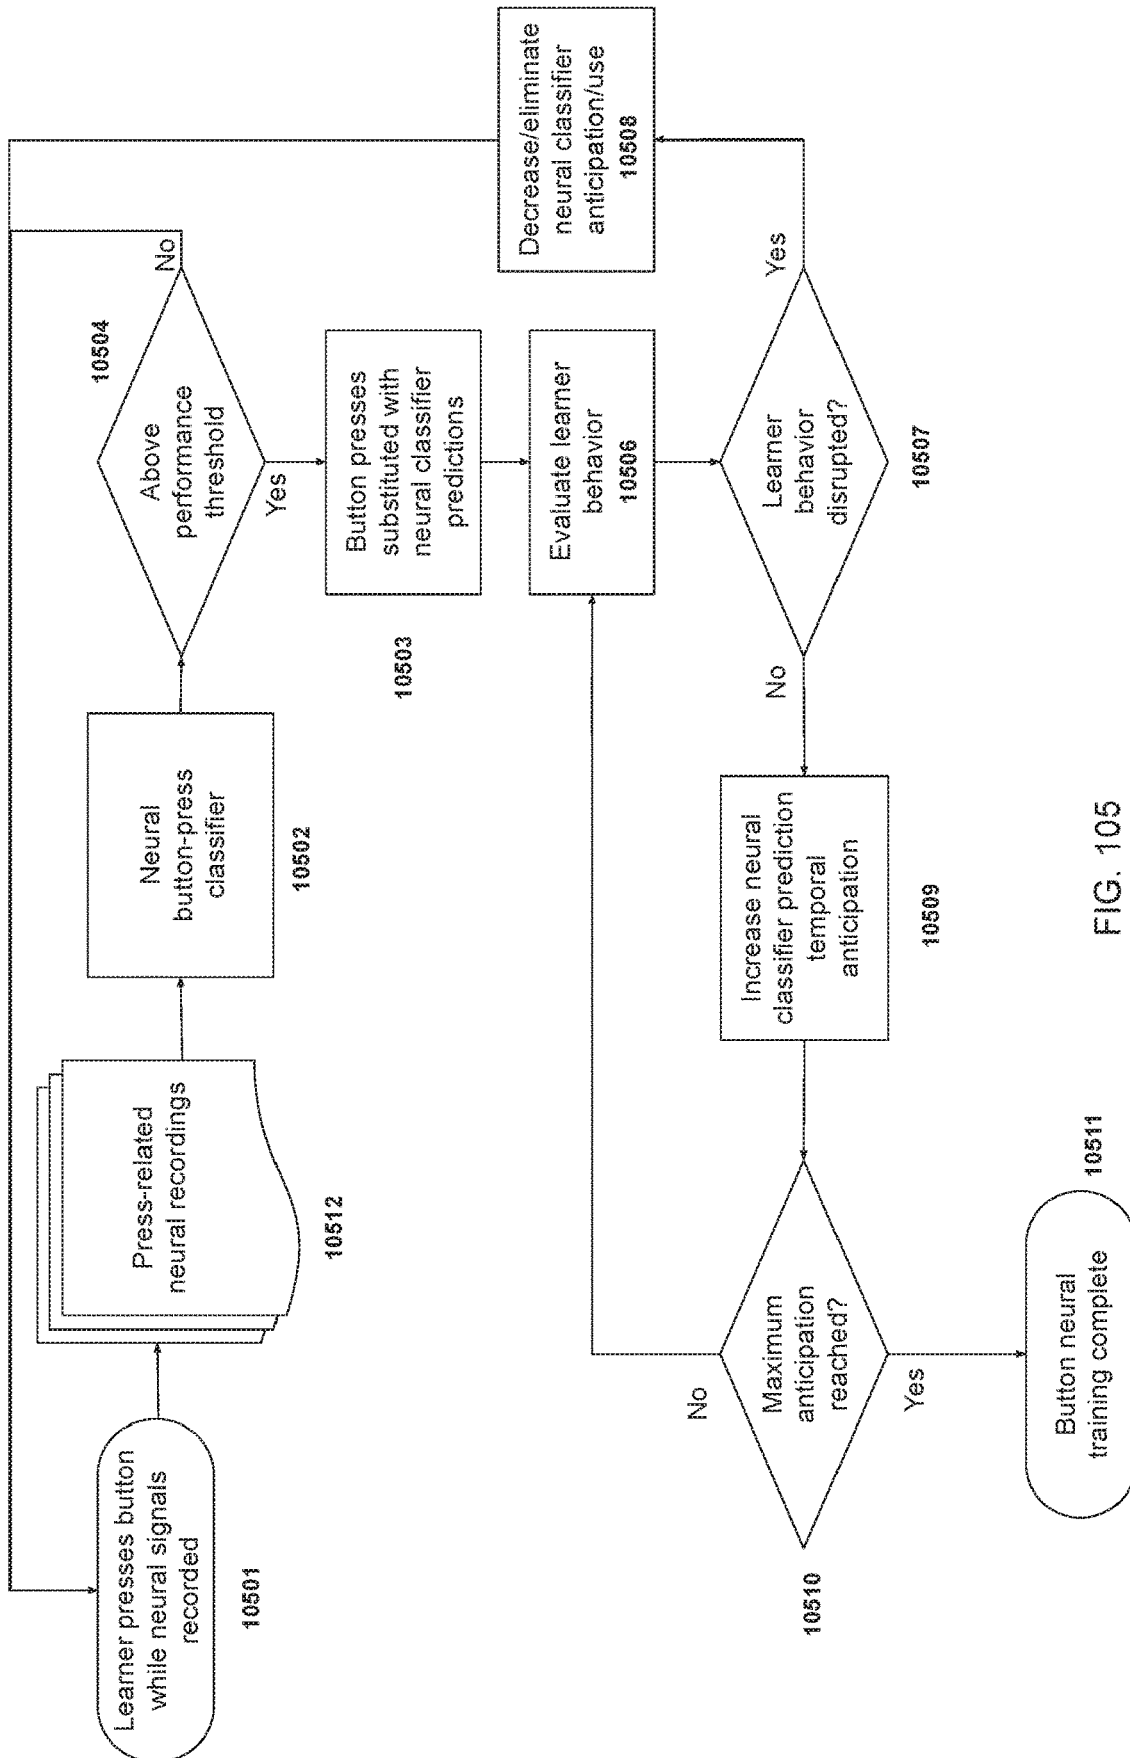 Learner presses button
while neural signals
recorded
10501
Press-related
neural recordings
10512
Neural
button-press
classifier
10502
Above
performance
threshold
10504
No
Yes
Button presses
substituted with
neural classifier
predictions
10503
Evaluate learner
behavior
10506
Learner
behavior
disrupted?
10507
Yes
Decrease/eliminate
neural classifier
anticipation/use
10508
No
Increase neural
classifier prediction
temporal
anticipation
10509
Maximum
anticipation
reached?
10510
No
Yes
Button neural
training complete
10511
FIG. 105